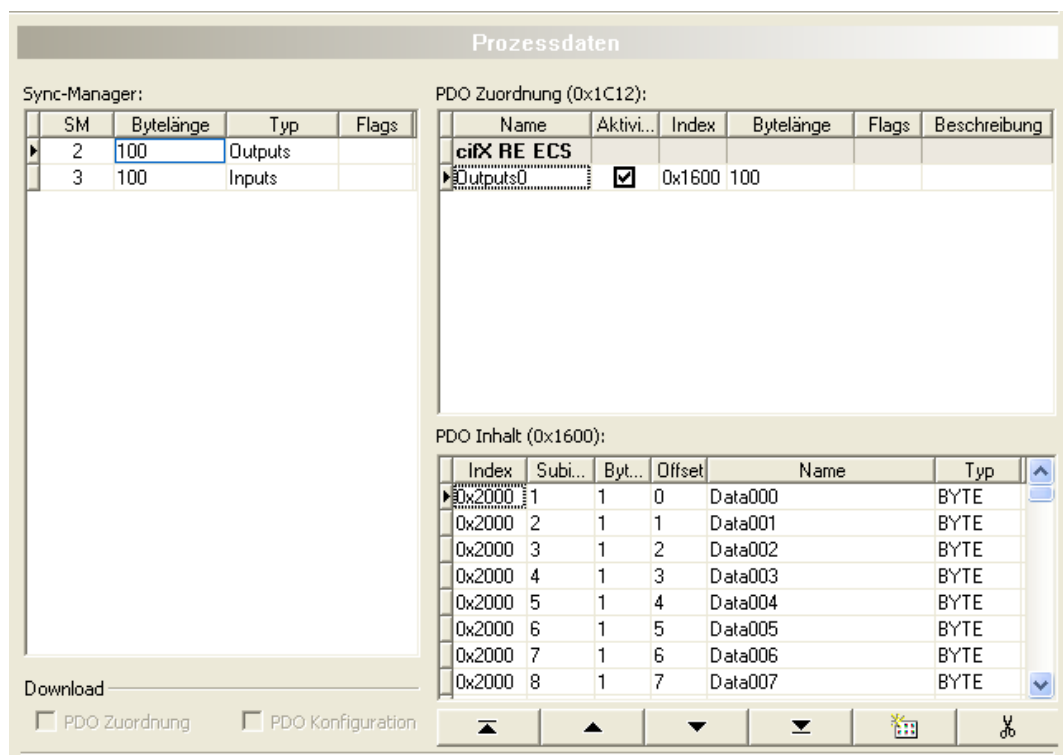 Prozessdaten
Sync-Manager:
SM Bytelänge Typ Flags
2 100 Outputs
3 100 Inputs
PDO Zuordnung (0x1C12):
Name Aktivi... Index Bytelänge Flags Beschreibung
cifX RE ECS
Outputs0 0x1600 100
PDO Inhalt (0x1600):
Index Subi... Byt... Offset Name Typ
0x2000 1 1 0 Data000 BYTE
0x2000 2 1 1 Data001 BYTE
0x2000 3 1 2 Data002 BYTE
0x2000 4 1 3 Data003 BYTE
0x2000 5 1 4 Data004 BYTE
0x2000 6 1 5 Data005 BYTE
0x2000 7 1 6 Data006 BYTE
0x2000 8 1 7 Data007 BYTE
Download
PDO Zuordnung PDO Konfiguration